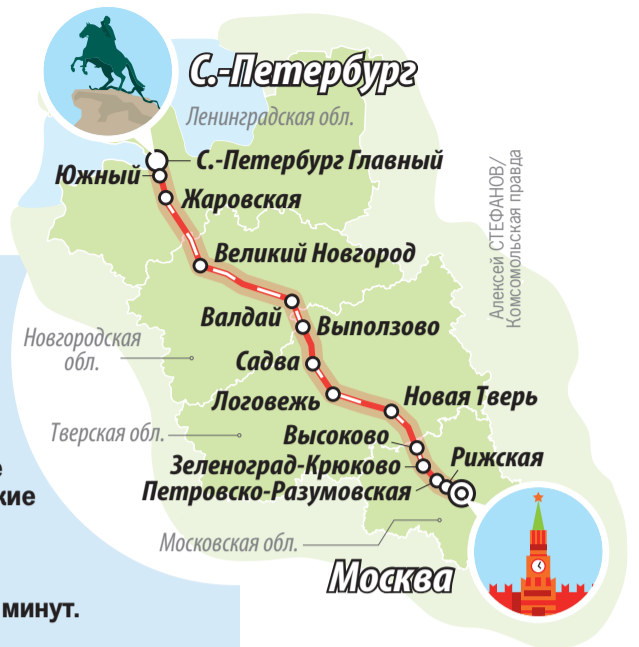 С.-Петербург
Ленинградская обл.
С.-Петербург Главный
Южный
Жаровская
Алексей СТЕФАНОВ/
Комсомольская правда
Великий Новгород
Валдай
Выползово
Новгородская
обл.
Садва
Логовежь
Новая Тверь
Тверская обл.
Высоково
Рижская
Зеленоград-Крюково
Петровско-Разумовская
е
кие
Московская обл.
Москва
минут.